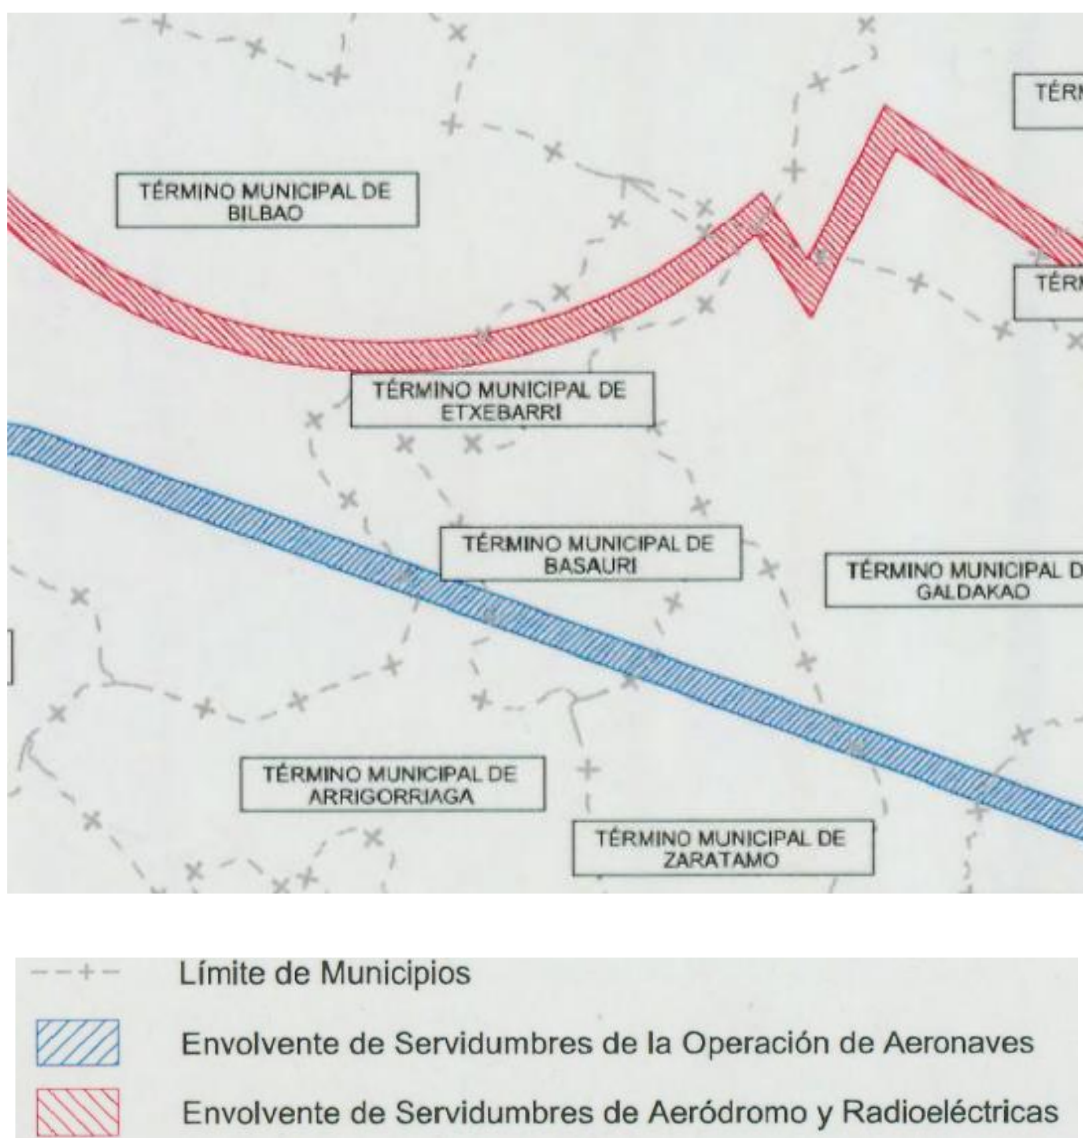 TÉRMINO MUNICIPAL DE
BILBAO
TÉRMINO MUNICIPAL DE
ETXEBARRI
TÉRMINO MUNICIPAL DE
BASAURI
TÉRMINO MUNICIPAL D
GALDAKAO
TÉRMINO MUNICIPAL DE
ARRIGORRIAGA
TÉRMINO MUNICIPAL DE
ZARATAMO
Límite de Municipios
Envolvente de Servidumbres de la Operación de Aeronaves
Envolvente de Servidumbres de Aeródromo y Radioeléctricas